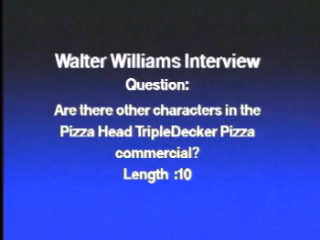 Walter Williams Interview
Question:
Are there other characters in the
Pizza Head TripleDecker Pizza
commercial?
Length :10